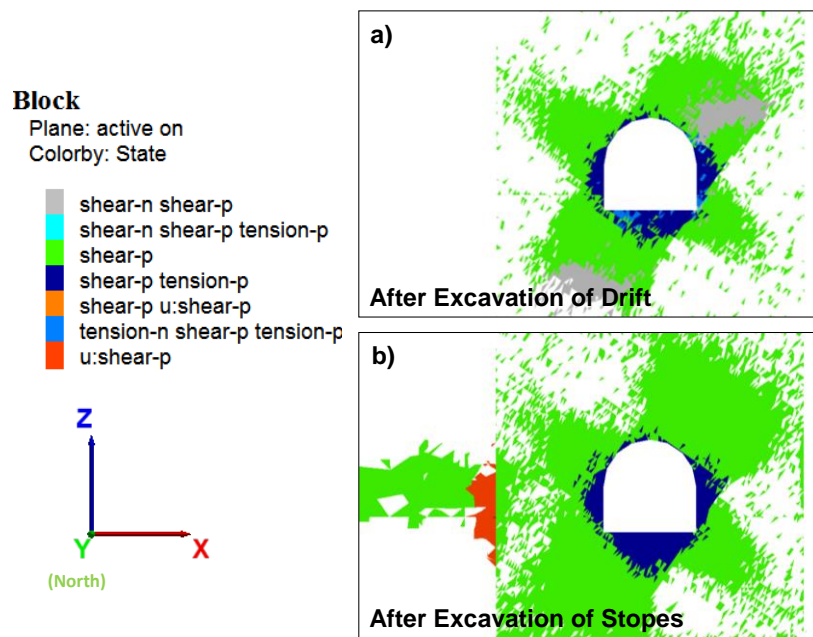 Block
Plane: active on
Colorby: State
shear-n shear-p
shear-n shear-p tension-p
shear-p
shear-p tension-p
shear-p u:shear-p
tension-n shear-p tension-p
u:shear-p
Z
Y
X
(North)
a)
After Excavation of Drift
b)
After Excavation of Stopes